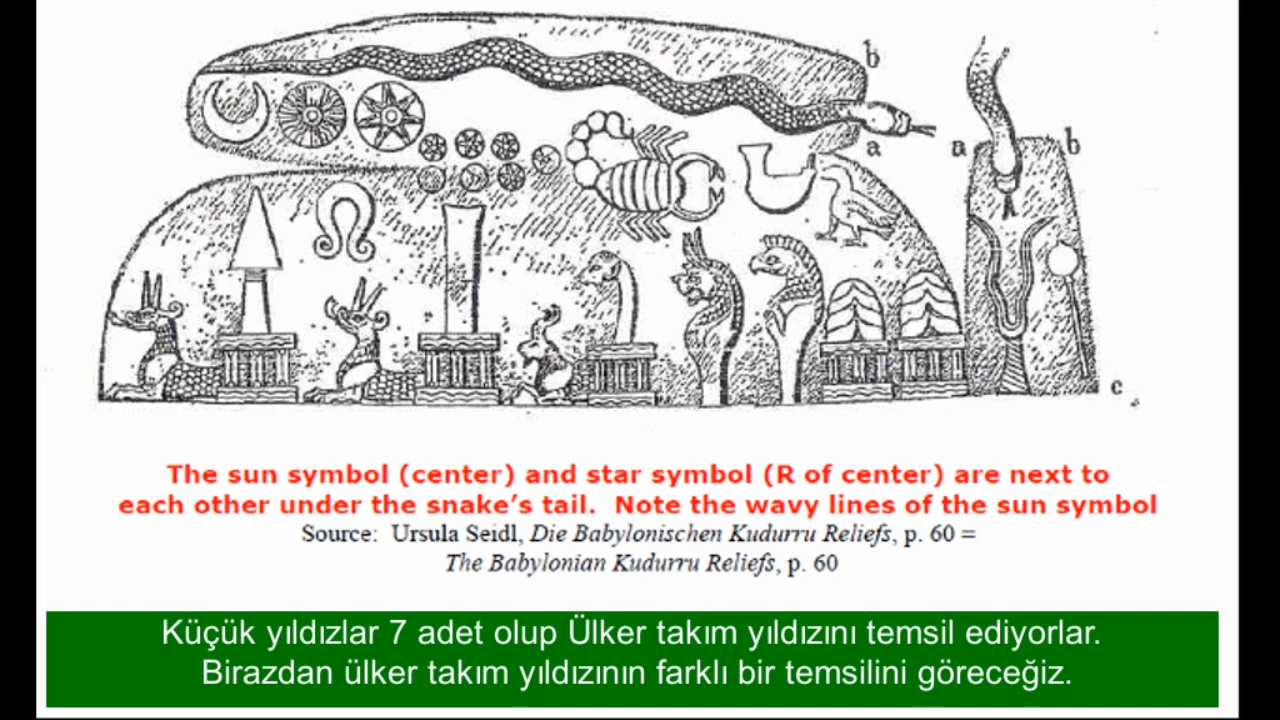 b
a
a
b
c
The sun symbol (center) and star symbol (R of center) are next to
each other under the snake's tail. Note the wavy lines of the sun symbol
Source: Ursula Seidl, Die Babylonischen Kudurru Reliefs, p. 60 =
The Babylonian Kudurru Reliefs, p. 60
Küçük yıldızlar 7 adet olup Ülker takım yıldızını temsil ediyorlar.
Birazdan ülker takım yıldızının farklı bir temsilini göreceğiz.